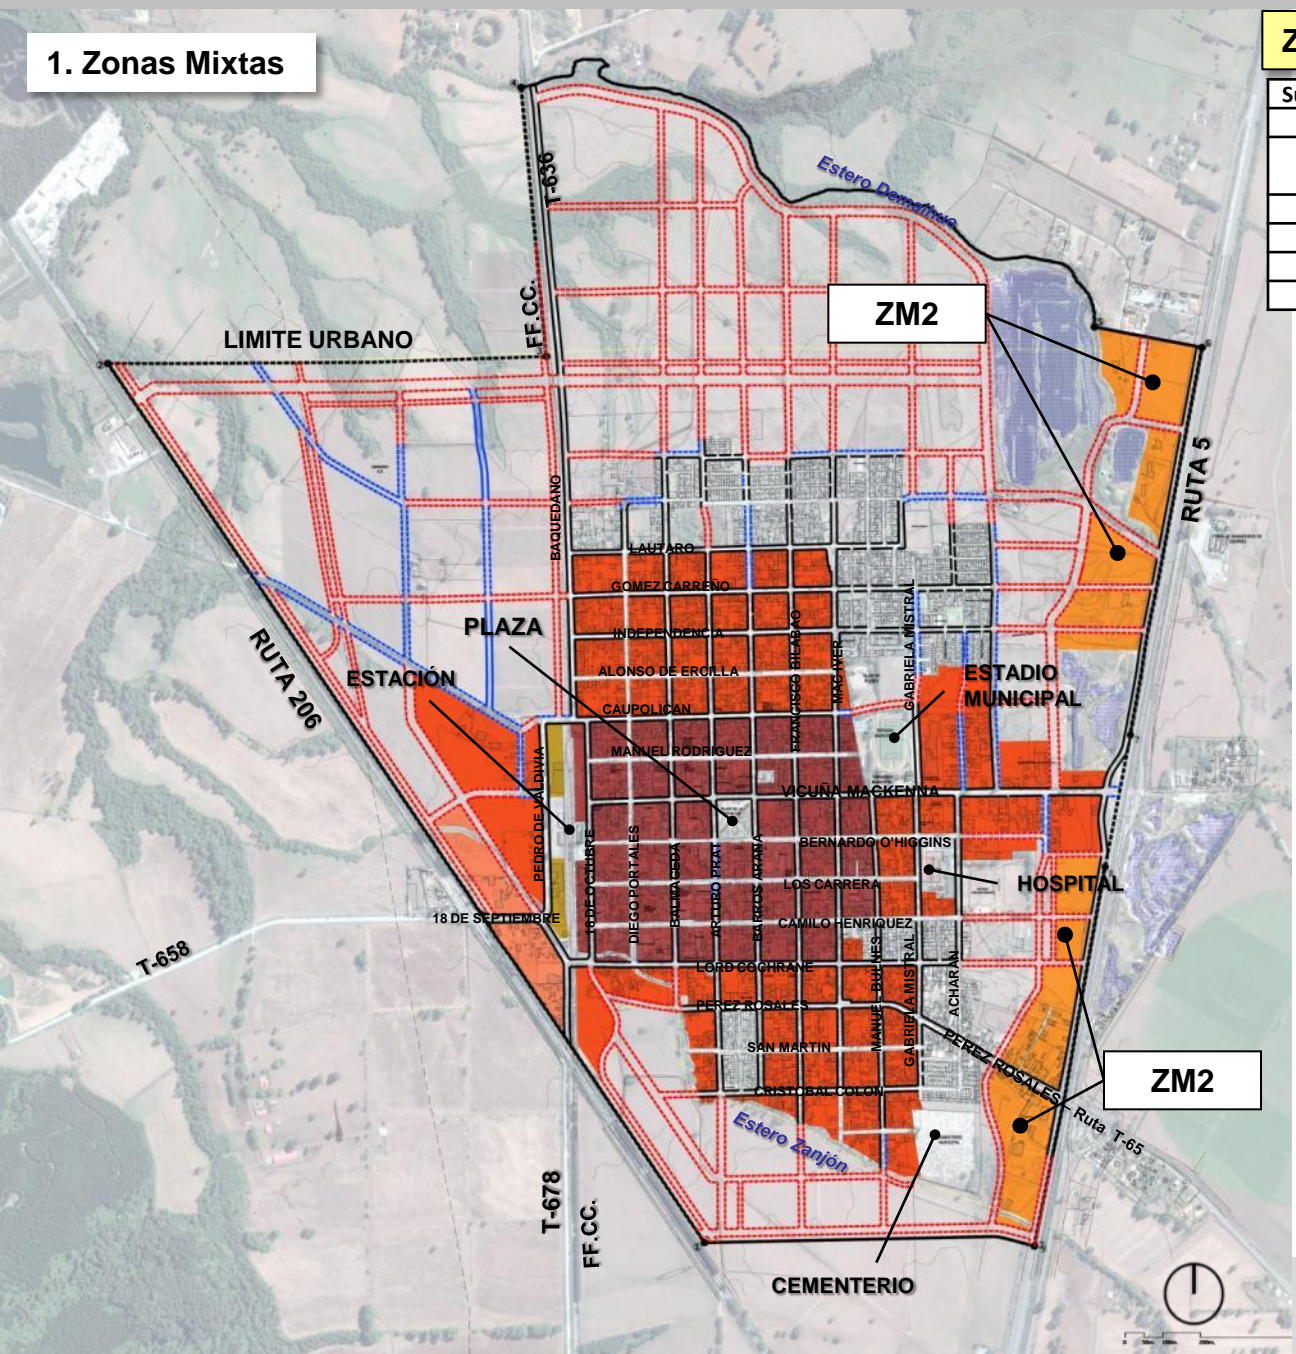 1. Zonas Mixtas
Z
Su
T-636
Estero Demaihue
FF.CC.
ZM2
LIMITE URBANO
RUTA 5
BAQUEDANO
LAUTARO
GOMEZ CARREÑO
PLAZA
INDEPENDENCIA
FRANCISCO BILABAO
MAC IVER
GABRIELA MISTRAL
RUTA 206
ESTACIÓN
ALONSO DE ERCILLA
ESTADIO
MUNICIPAL
CAUPOLICAN
MANUEL RODRIGUEZ
PEDRO DE VALDIVIA
VICUÑA MACKENNA
BERNARDO O'HIGGINS
18 DE OCTUBRE
DIEGO PORTALES
BALMACEDA
ARTURO PRAT
BARROS ARANA
LOS CARRERA
HOSPITAL
18 DE SEPTIEMBRE
CAMILO HENRIQUEZ
T-658
LORD COCHRANE
MANUEL BULNES
GABRIELA MISTRAL
ACHARAN
PEREZ ROSALES
SAN MARTIN
PEREZ ROSALES - Ruta T-65
ZM2
CRISTOBAL COLON
Estero Zanjón
T-678
FF.CC.
CEMENTERIO